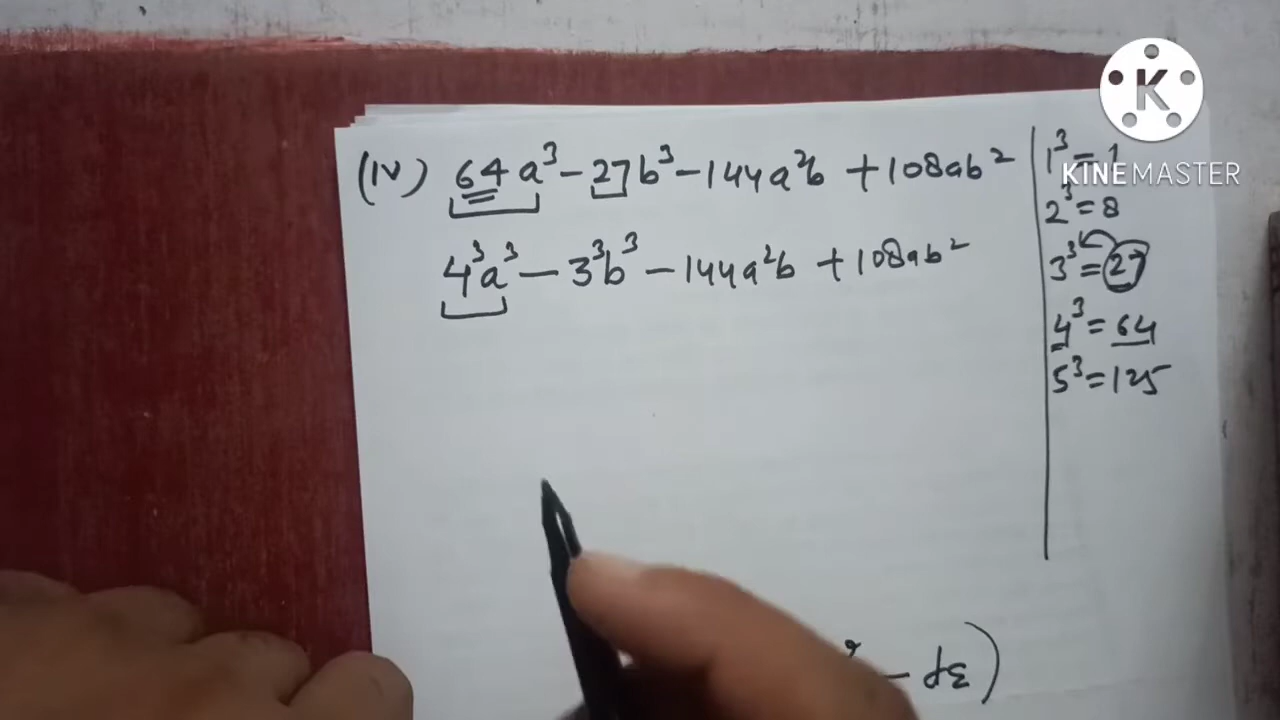 (IV) 64a³ - 27b³ - 144a²b + 108ab²
4³a³ - 3³b³ - 144a²b + 108ab²
1³ = 1
2³ = 8
3³ = 27
4³ = 64
5³ = 125
K
KINEMASTER